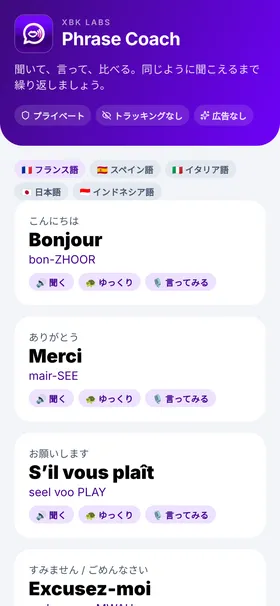 XBK LABS
Phrase Coach
聞いて、言って、比べる。同じように聞こえるまで
繰り返しましょう。
プライベート トラッキングなし 広告なし
フランス語 スペイン語 イタリア語
日本語 インドネシア語
こんにちは
Bonjour
bon-ZHOOR
聞く ゆっくり 言ってみる
ありがとう
Merci
mair-SEE
聞く ゆっくり 言ってみる
お願いします
S’il vous plaît
seel voo PLAY
聞く ゆっくり 言ってみる
すみません / ごめんなさい
Excusez-moi